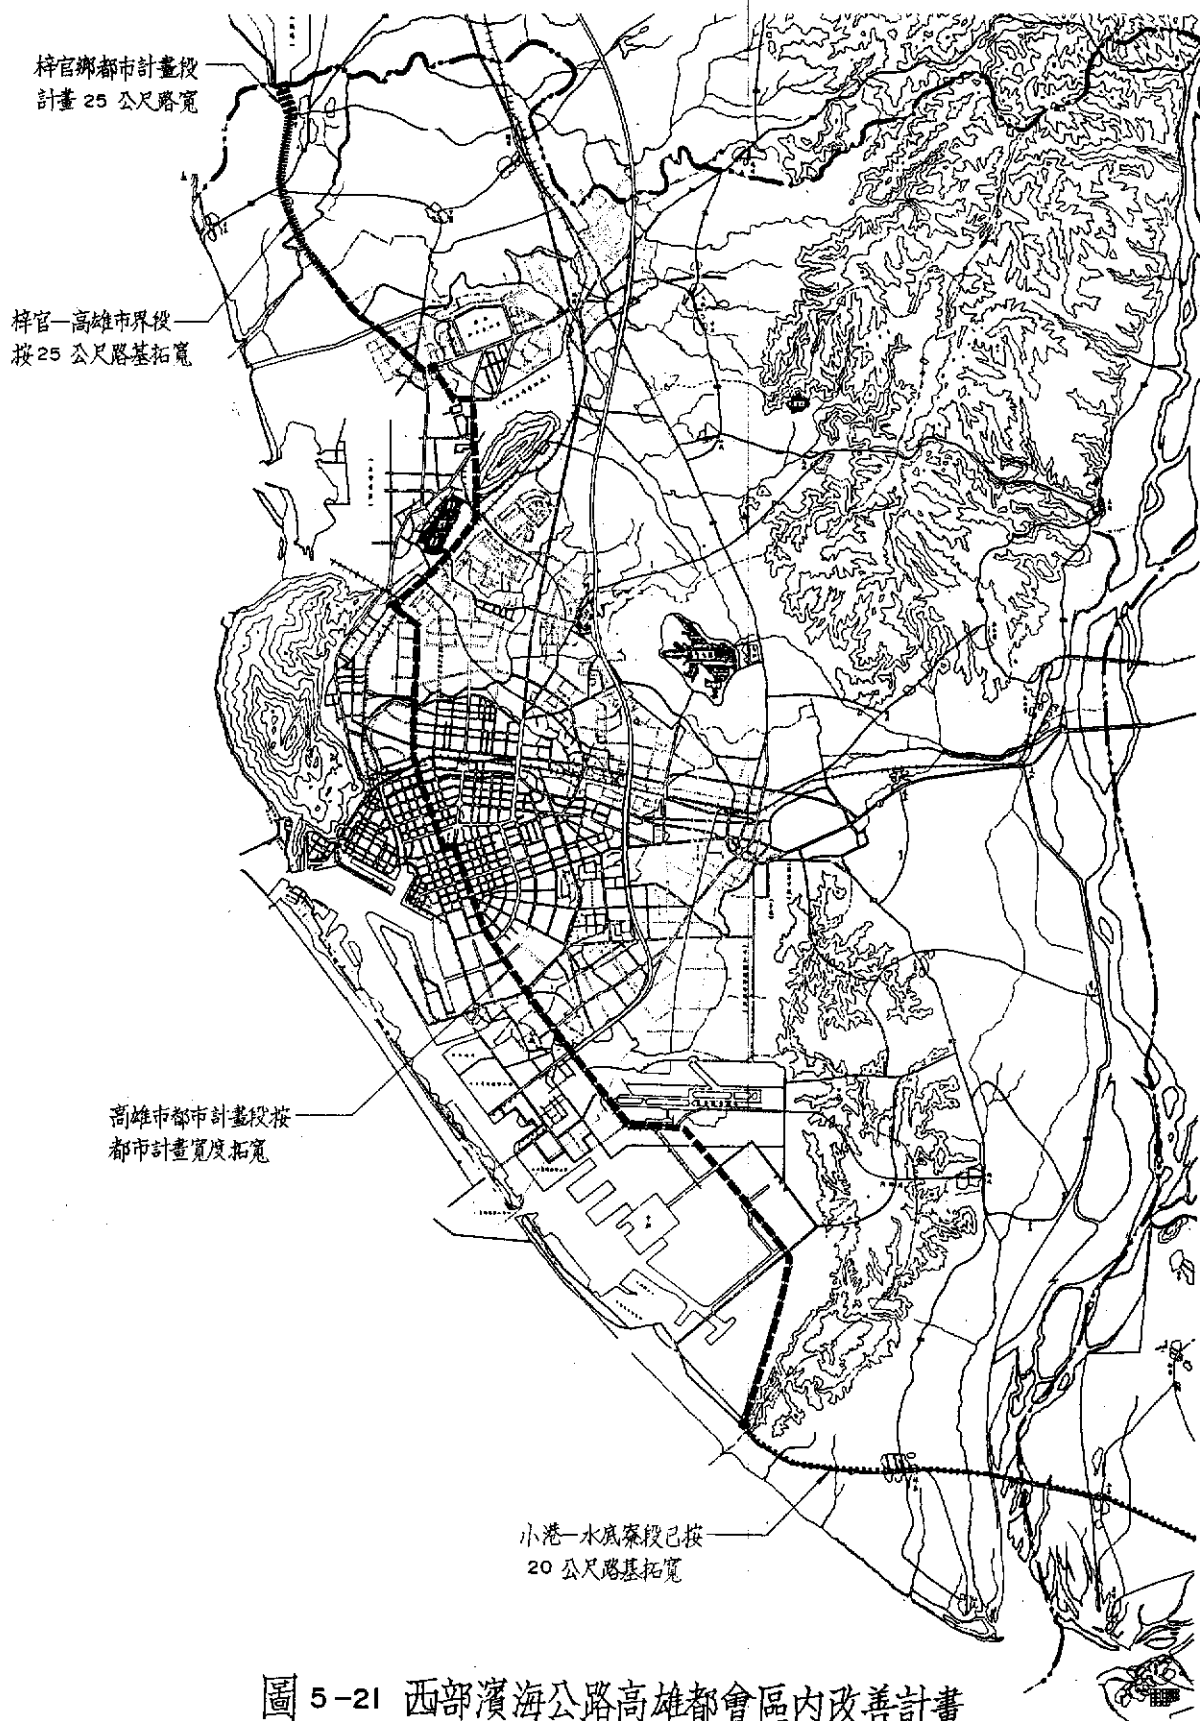 梓官鄉都市計畫段
計畫 25 公尺路寬
梓官—高雄市界段
按 25 公尺路基拓寬
高雄市都市計畫段按
都市計畫寬度拓寬
小港—水底寮段已按
20 公尺路基拓寬
圖 5-21 西部濱海公路高雄都會區內改善計畫